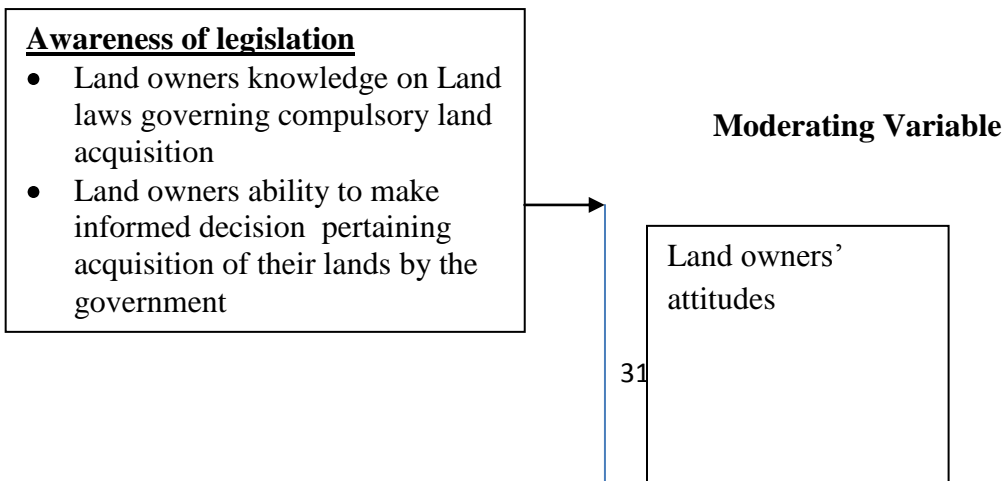 Awareness of legislation
• Land owners knowledge on Land
laws governing compulsory land
acquisition
• Land owners ability to make
informed decision pertaining
acquisition of their lands by the
government
Moderating Variable
Land owners’
attitudes
31